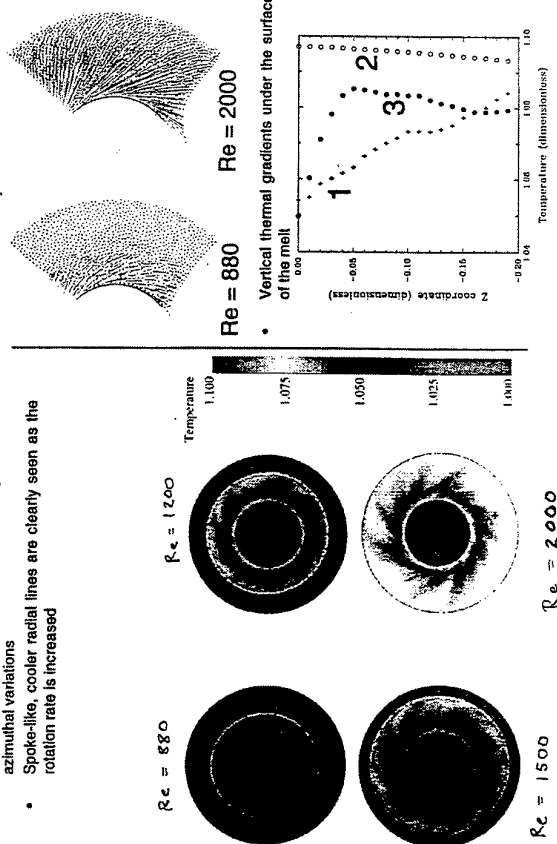 azimuthal variations
• Spoke-like, cooler radial lines are clearly seen as the
rotation rate is increased
Re = 880
Re = 1200
Re = 1500
Re = 2000
Temperature
1.100
1.075
1.050
1.025
1.000
Re = 880
Re = 2000
• Vertical thermal gradients under the surface
of the melt
Z coordinate (dimensionless)
0.00
-0.05
-0.10
-0.15
-0.20
1
2
3
1.04
1.06
1.10
Temperature (dimensionless)